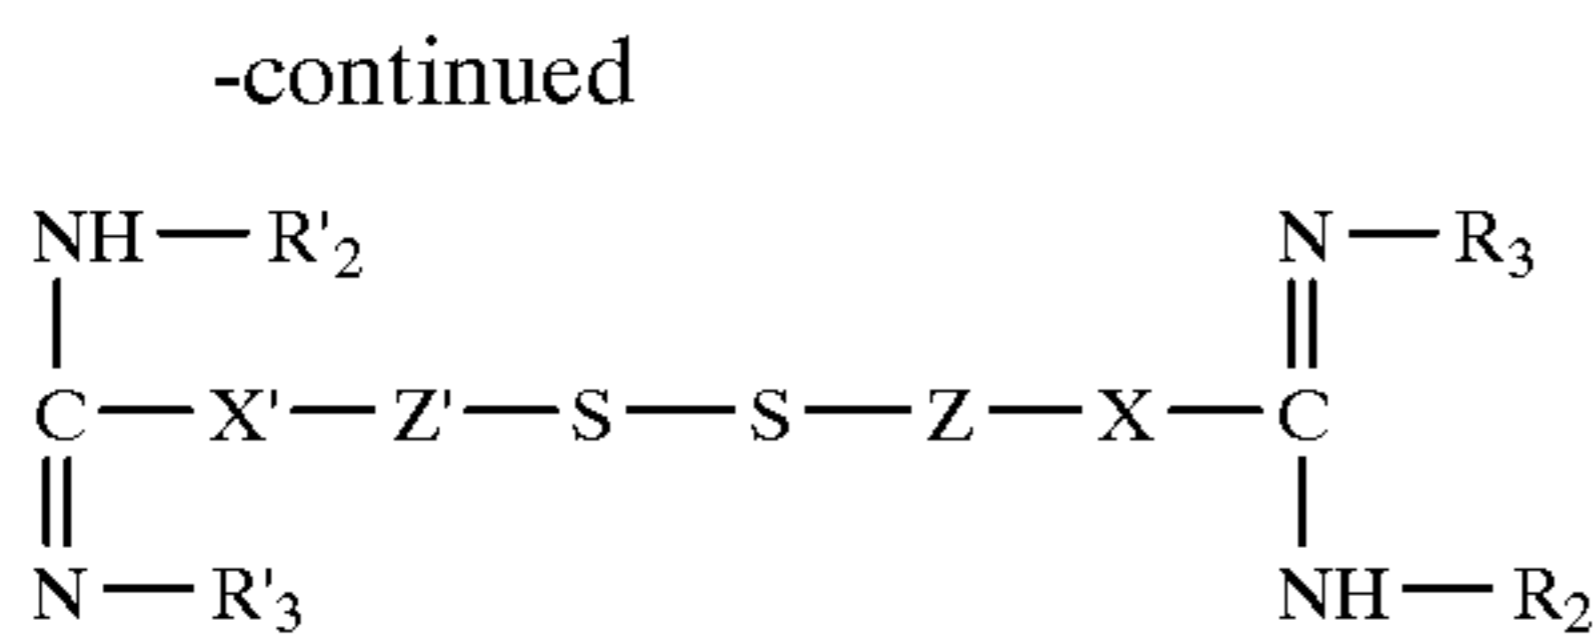 -continued
NH—R'₂ N—R₃
C—X'—Z'—S—S—Z—X—C
N—R'₃ NH—R₂